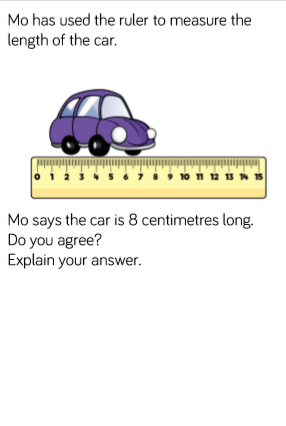 Mo has used the ruler to measure the
length of the car.
0 1 2 3 4 5 6 7 8 9 10 11 12 13 14 15
Mo says the car is 8 centimetres long.
Do you agree?
Explain your answer.